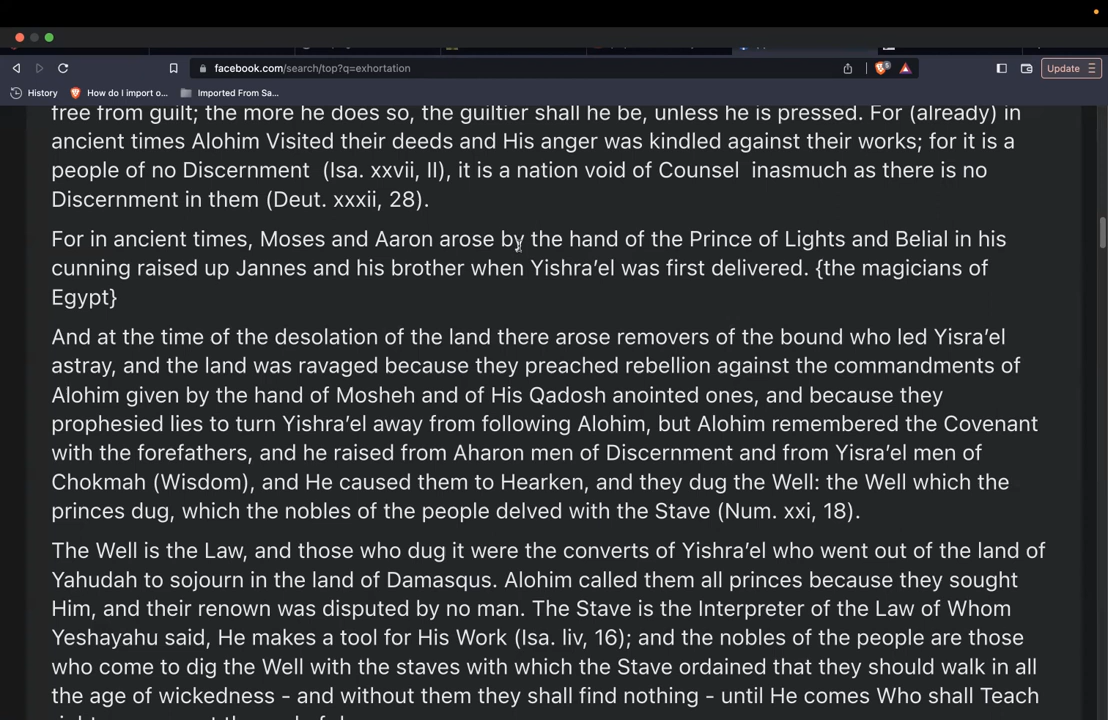 facebook.com/search/top?q=exhortation
Update
History
How do I import o...
Imported From Sa...
free from guilt; the more he does so, the guiltier shall he be, unless he is pressed. For (already) in
ancient times Alohim Visited their deeds and His anger was kindled against their works; for it is a
people of no Discernment (Isa. xxvii, II), it is a nation void of Counsel inasmuch as there is no
Discernment in them (Deut. xxxii, 28).
For in ancient times, Moses and Aaron arose by the hand of the Prince of Lights and Belial in his
cunning raised up Jannes and his brother when Yishra’el was first delivered. {the magicians of
Egypt}
And at the time of the desolation of the land there arose removers of the bound who led Yisra’el
astray, and the land was ravaged because they preached rebellion against the commandments of
Alohim given by the hand of Mosheh and of His Qadosh anointed ones, and because they
prophesied lies to turn Yishra’el away from following Alohim, but Alohim remembered the Covenant
with the forefathers, and he raised from Aharon men of Discernment and from Yisra’el men of
Chokmah (Wisdom), and He caused them to Hearken, and they dug the Well: the Well which the
princes dug, which the nobles of the people delved with the Stave (Num. xxi, 18).
The Well is the Law, and those who dug it were the converts of Yishra’el who went out of the land of
Yahudah to sojourn in the land of Damasqus. Alohim called them all princes because they sought
Him, and their renown was disputed by no man. The Stave is the Interpreter of the Law of Whom
Yeshayahu said, He makes a tool for His Work (Isa. liv, 16); and the nobles of the people are those
who come to dig the Well with the staves with which the Stave ordained that they should walk in all
the age of wickedness - and without them they shall find nothing - until He comes Who shall Teach